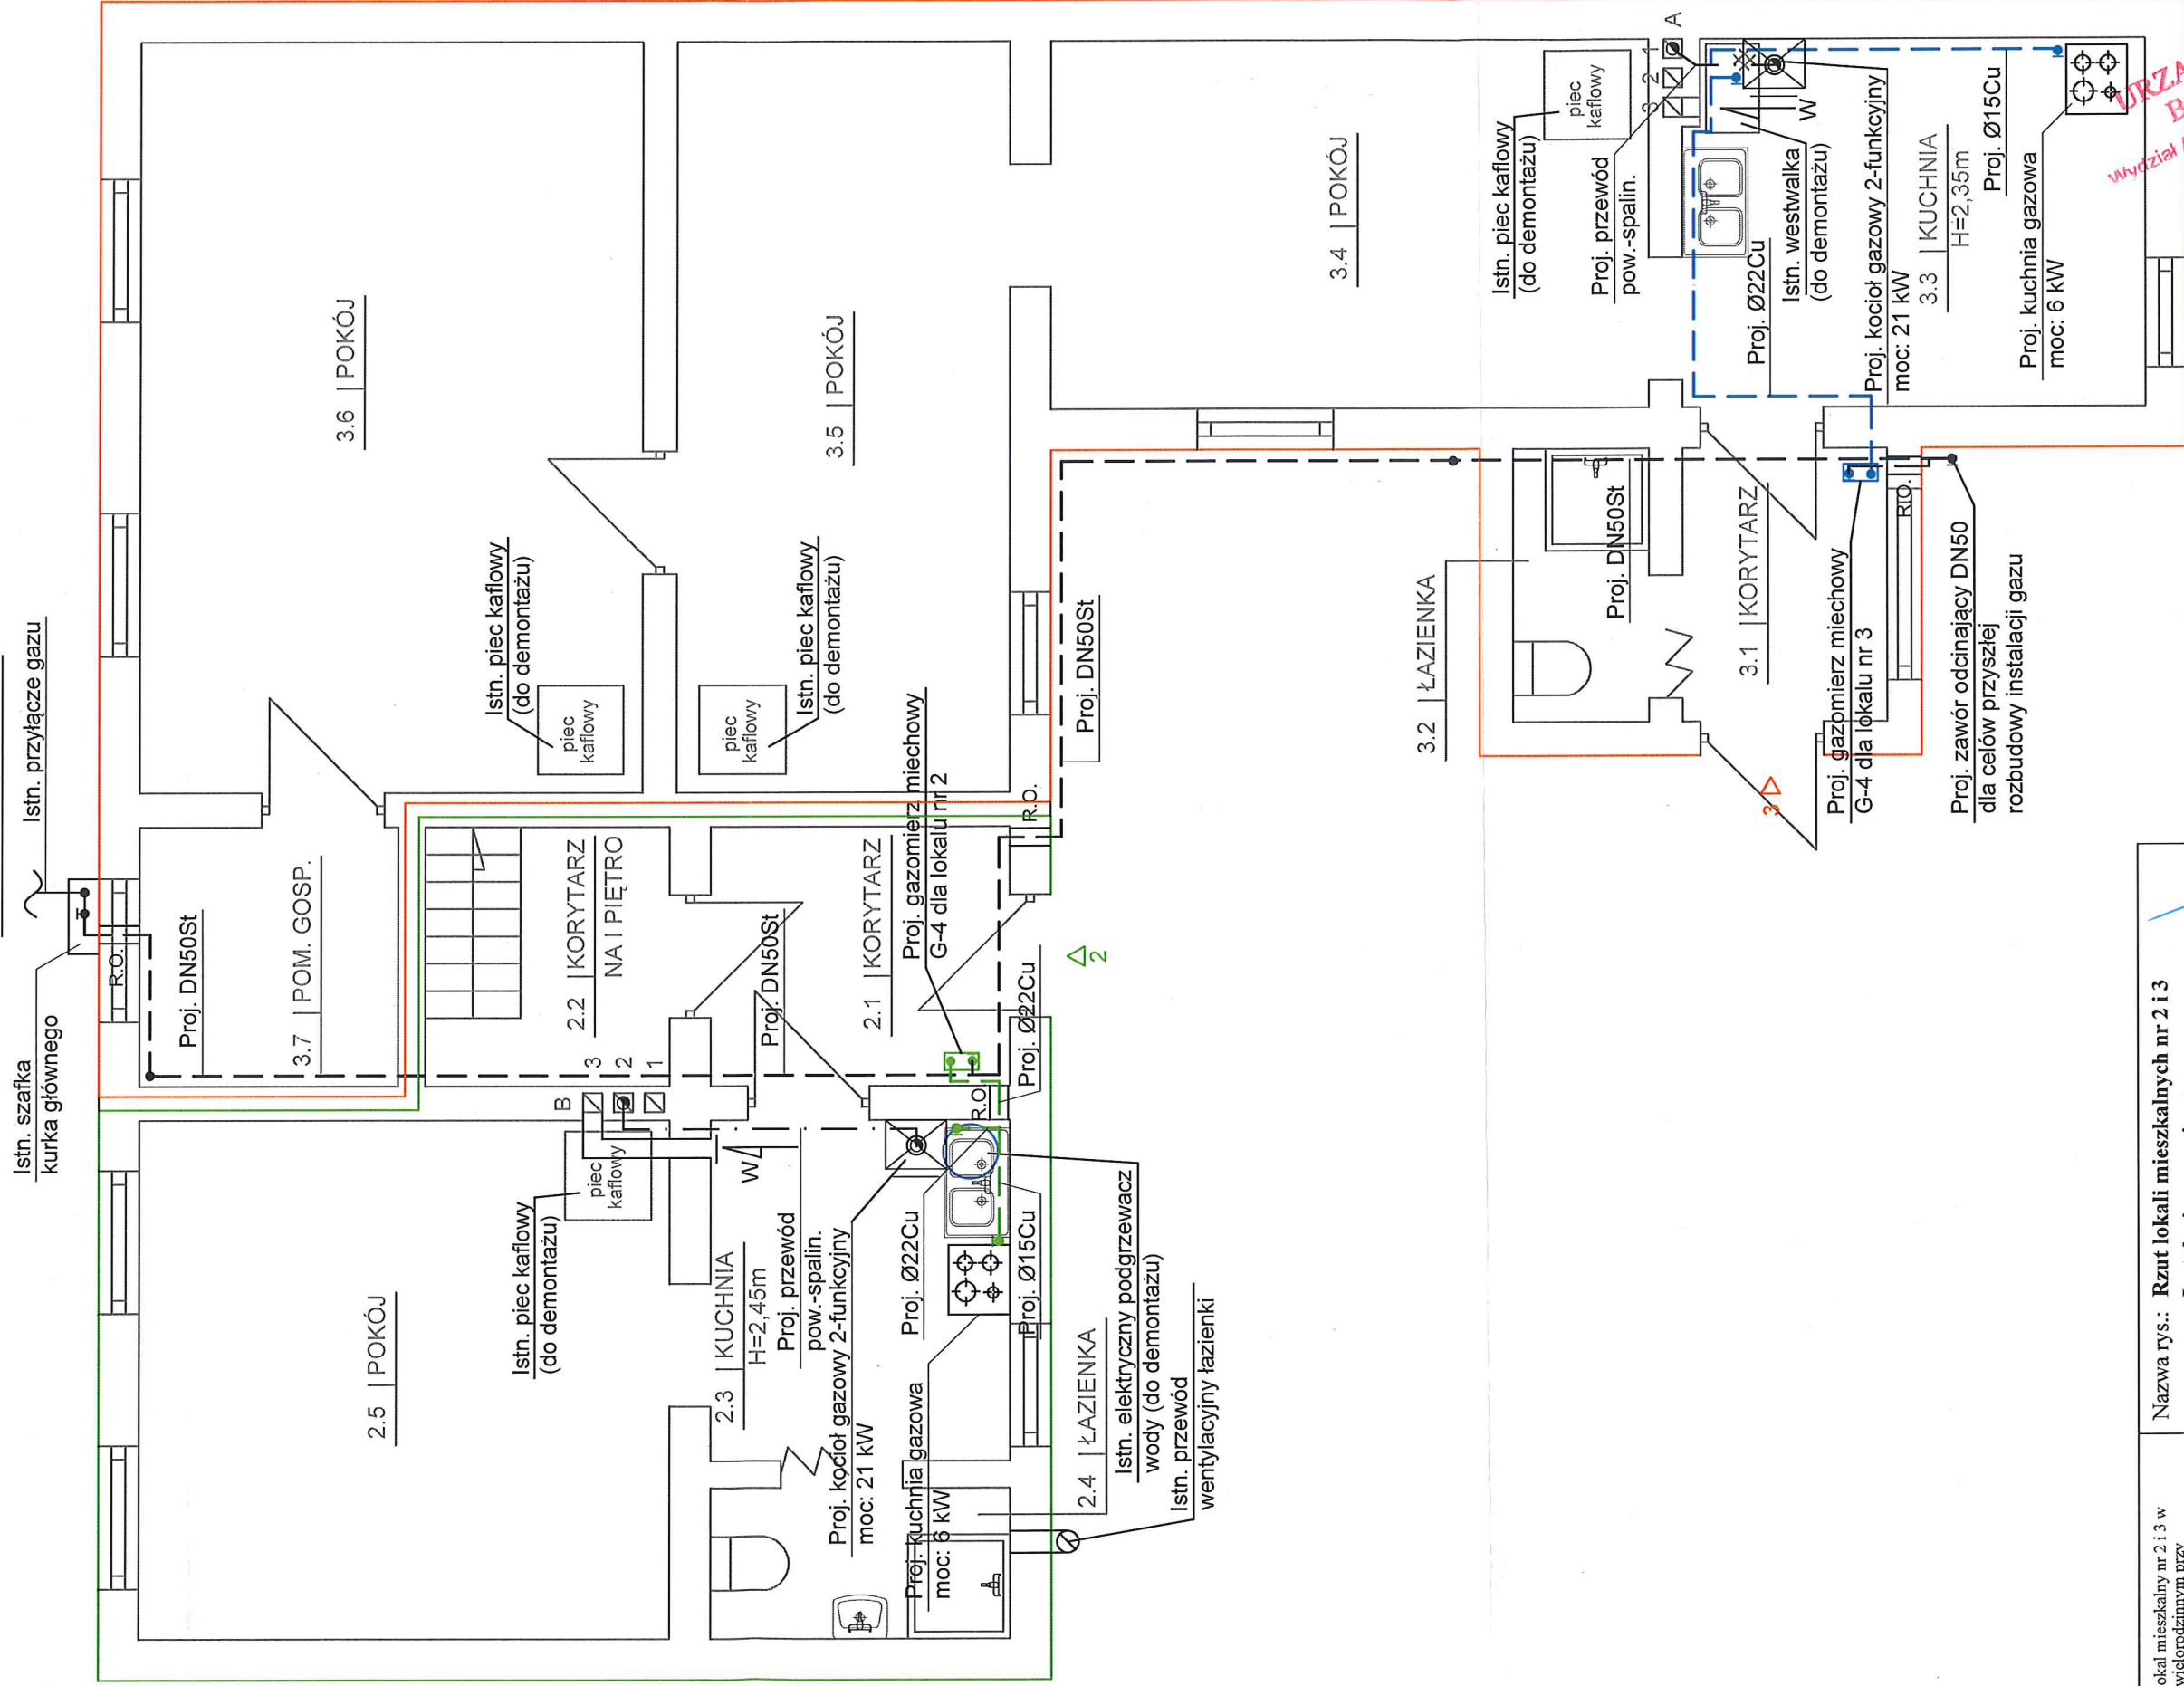 Istn. szafka
kurka głównego
Istn. przyłącze gazu
R.O.
Proj. DN50St
3.7 | POM. GOSP.
3.6 | POKÓJ
Istn. piec kaflowy
(do demontażu)
piec
kaflowy
3.5 | POKÓJ
Istn. piec kaflowy
(do demontażu)
piec
kaflowy
2.2 | KORYTARZ
NA I PIĘTRO
B
3
2
1
2.5 | POKÓJ
Istn. piec kaflowy
(do demontażu)
piec
kaflowy
W
Proj. DN50St
2.1 | KORYTARZ
Proj. gazomierz miechowy
G-4 dla lokalu nr 2
R.O.
Proj. DN50St
2
2.3 | KUCHNIA
H=2,45m
Proj. przewód
pow.-spalin.
Proj. kocioł gazowy 2-funkcyjny
moc: 21 kW
Proj. Ø22Cu
R.O.
Proj. Ø22Cu
Proj. kuchnia gazowa
moc: 6 kW
Proj. Ø15Cu
2.4 | ŁAZIENKA
Istn. elektryczny podgrzewacz
wody (do demontażu)
Istn. przewód
wentylacyjny łazienki
3.4 | POKÓJ
Istn. piec kaflowy
(do demontażu)
piec
kaflowy
Proj. przewód
pow.-spalin.
3
2
1
A
3.2 | ŁAZIENKA
Proj. DN50St
3.1 | KORYTARZ
3
Proj. Ø22Cu
Istn. westwalka
(do demontażu)
W
Proj. kocioł gazowy 2-funkcyjny
moc: 21 kW
3.3 | KUCHNIA
H=2,35m
Proj. Ø15Cu
Proj. kuchnia gazowa
moc: 6 kW
Proj. gazomierz miechowy
G-4 dla lokalu nr 3
R.O.
Proj. zawór odcinający DN50
dla celów przyszłej
rozbudowy instalacji gazu
Wydział
Nazwa rys.: Rzut lokali mieszkalnych nr 2 i 3
okal mieszkalny nr 2 i 3 w
wielorodzinnym przy